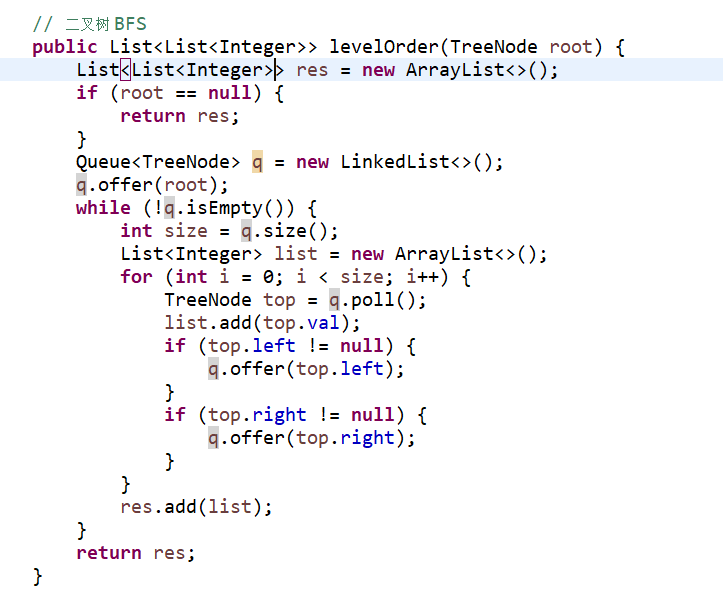 // 二叉树 BFS
public List<List<Integer>> levelOrder(TreeNode root) {
    List<List<Integer>> res = new ArrayList<>();
    if (root == null) {
        return res;
    }
    Queue<TreeNode> q = new LinkedList<>();
    q.offer(root);
    while (!q.isEmpty()) {
        int size = q.size();
        List<Integer> list = new ArrayList<>();
        for (int i = 0; i < size; i++) {
            TreeNode top = q.poll();
            list.add(top.val);
            if (top.left != null) {
                q.offer(top.left);
            }
            if (top.right != null) {
                q.offer(top.right);
            }
        }
        res.add(list);
    }
    return res;
}